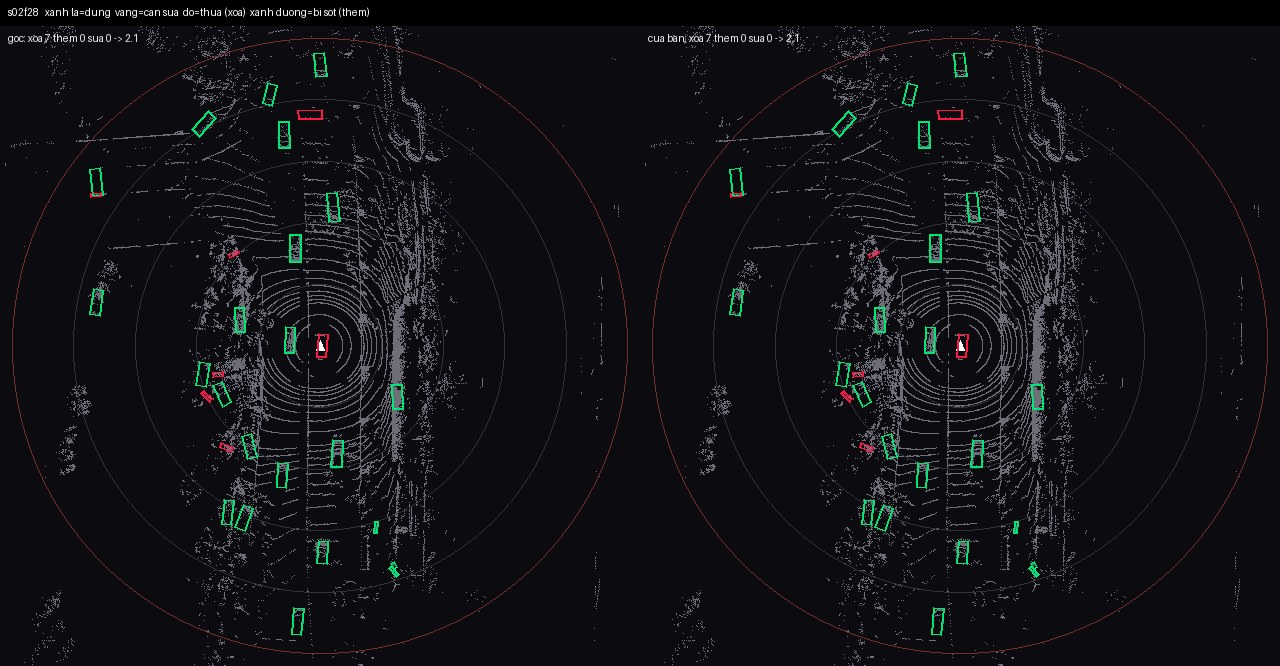 s02f28 xanh la=dung vang=can sua do=thua (xoa) xanh duong=bi sot (them)
goc: xoa 7 them 0 sua 0 -> 2.1
cua ban: xoa 7 them 0 sua 0 -> 2.1